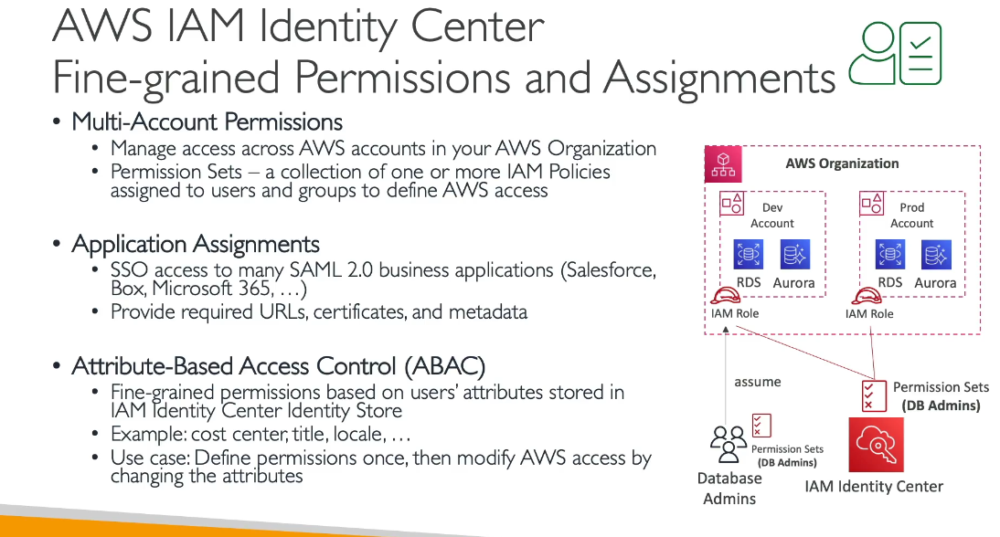 AWS IAM Identity Center
Fine-grained Permissions and Assignments
• Multi-Account Permissions
• Manage access across AWS accounts in your AWS Organization
• Permission Sets – a collection of one or more IAM Policies
assigned to users and groups to define AWS access
• Application Assignments
• SSO access to many SAML 2.0 business applications (Salesforce,
Box, Microsoft 365, …)
• Provide required URLs, certificates, and metadata
• Attribute-Based Access Control (ABAC)
• Fine-grained permissions based on users' attributes stored in
IAM Identity Center Identity Store
• Example: cost center, title, locale, …
• Use case: Define permissions once, then modify AWS access by
changing the attributes
AWS Organization
Dev
Account
RDS
Aurora
IAM Role
Prod
Account
RDS
Aurora
IAM Role
assume
Permission Sets
(DB Admins)
Permission Sets
(DB Admins)
Database
Admins
IAM Identity Center